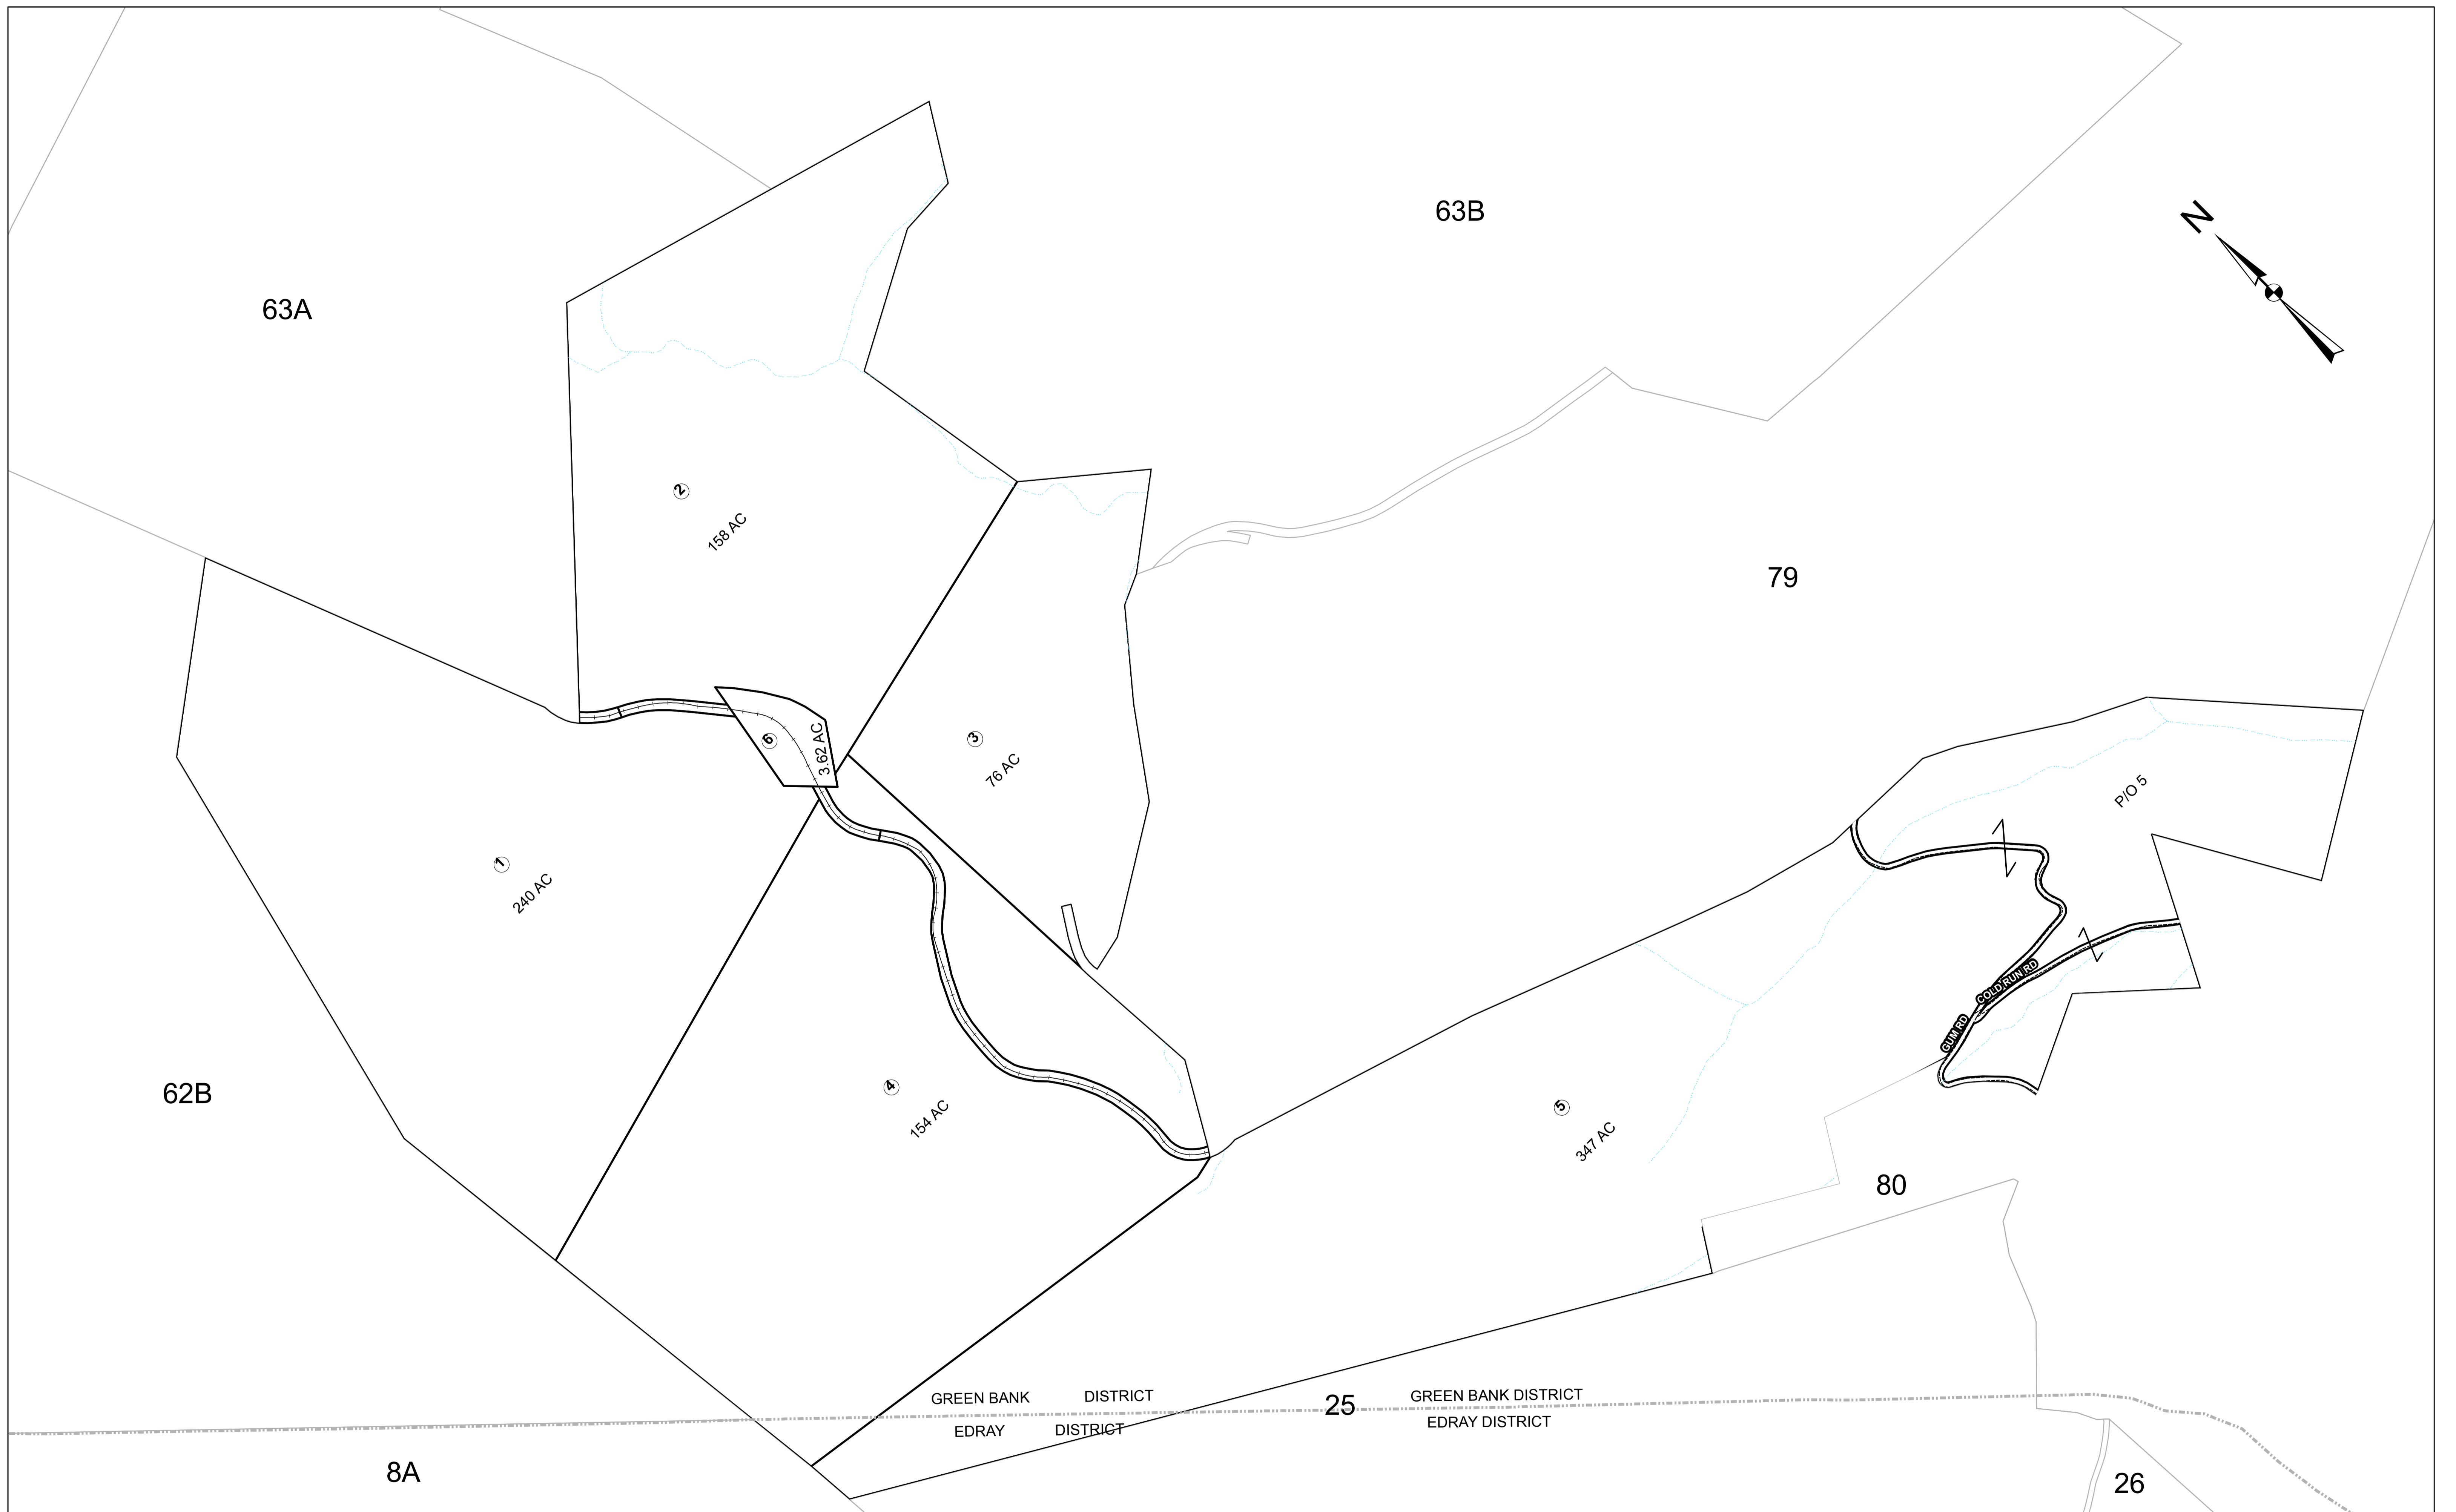 63B
N
63A
2
158 AC
79
6
3.62 AC
3
76 AC
P/O 5
1
240 AC
COLD RUN RD
GUM RD
62B
4
154 AC
5
347 AC
80
GREEN BANK DISTRICT
25
GREEN BANK DISTRICT
EDRAY DISTRICT
EDRAY DISTRICT
8A
26